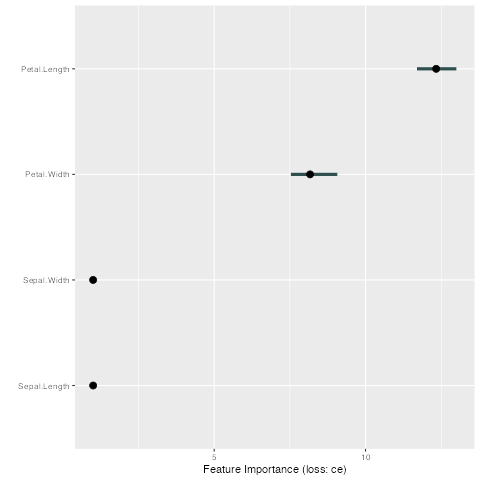 Petal.Length
Petal.Width
Sepal.Width
Sepal.Length
5
10
Feature Importance (loss: ce)